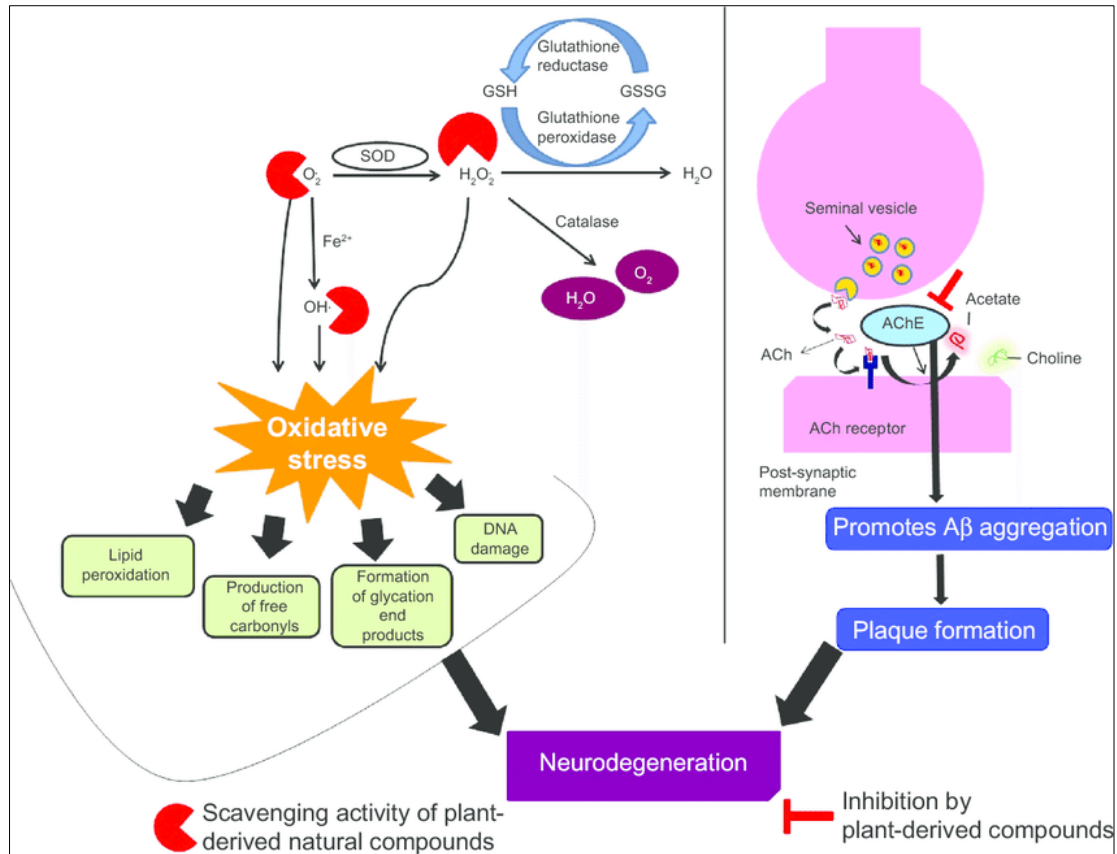 Glutathione
reductase
GSH
GSSG
Glutathione
peroxidase
SOD
O₂·⁻
H₂O₂·
H₂O
Catalase
Fe²⁺
O₂
H₂O
OH·
Oxidative
stress
Lipid
peroxidation
Production
of free
carbonyls
Formation
of glycation
end
products
DNA
damage
Seminal vesicle
AChE
Acetate
ACh
Choline
ACh receptor
Post-synaptic
membrane
Promotes Aβ aggregation
Plaque formation
Neurodegeneration
Scavenging activity of plant-
derived natural compounds
Inhibition by
plant-derived compounds